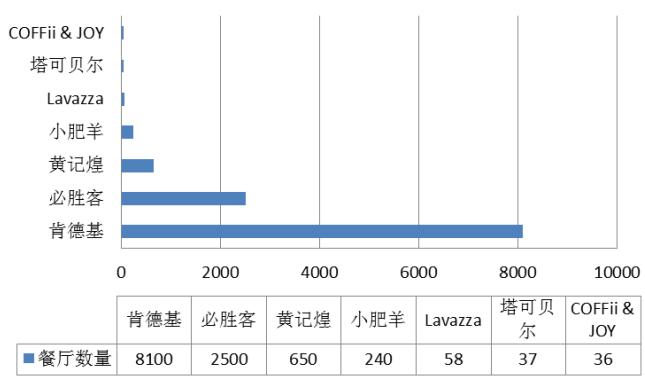 COFFii & JOY
塔可贝尔
Lavazza
小肥羊
黄记煌
必胜客
肯德基
0 2000 4000 6000 8000 10000
肯德基 必胜客 黄记煌 小肥羊 Lavazza 塔可贝尔 COFFii & JOY
餐厅数量 8100 2500 650 240 58 37 36